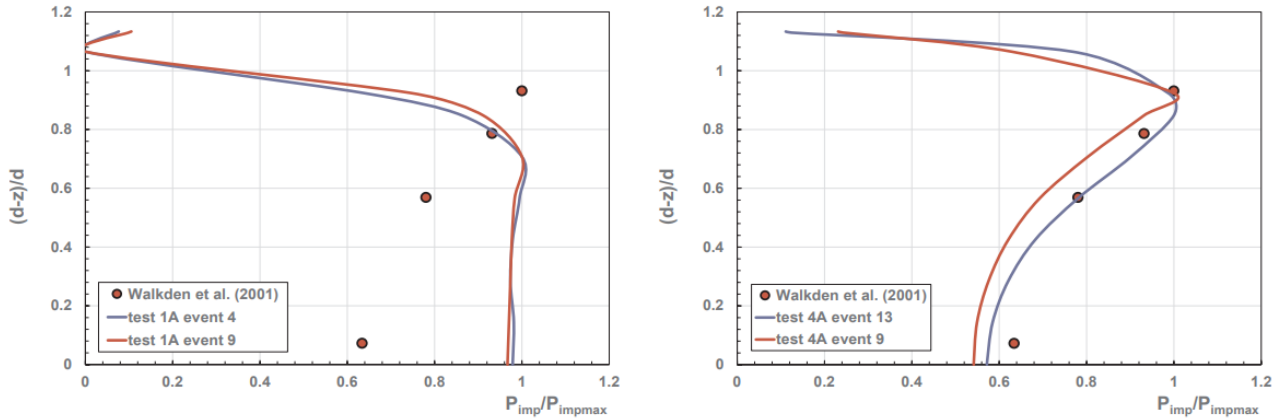 1.2
1
0.8
0.6
0.4
0.2
0
(d-z)/d
Walkden et al. (2001)
test 1A event 4
test 1A event 9
0
0.2
0.4
0.6
0.8
1
1.2
Pimp/Pimpmax
1.2
1
0.8
0.6
0.4
0.2
0
(d-z)/d
Walkden et al. (2001)
test 4A event 13
test 4A event 9
0
0.2
0.4
0.6
0.8
1
1.2
Pimp/Pimpmax